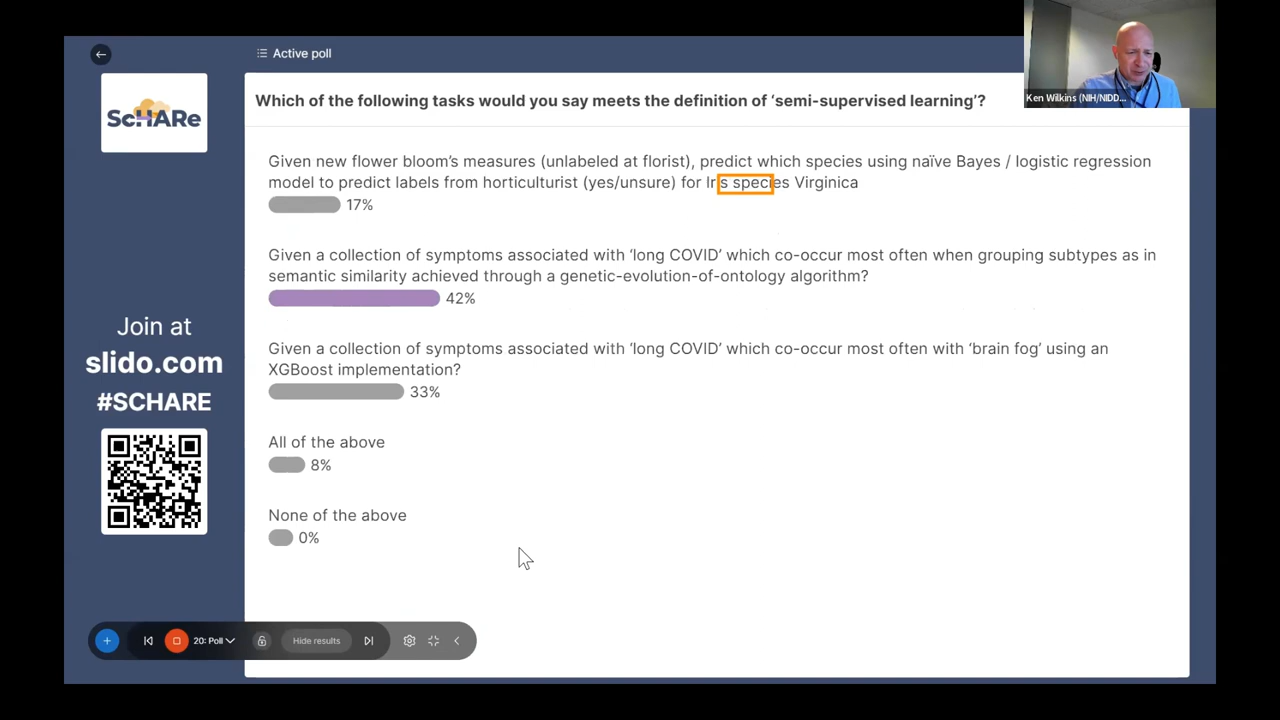 Active poll
ScHARe
Which of the following tasks would you say meets the definition of ‘semi-supervised learning’?
Ken Wilkins (NIH/NIDD...
Given new flower bloom’s measures (unlabeled at florist), predict which species using naïve Bayes / logistic regression
model to predict labels from horticulturist (yes/unsure) for Iris species Virginica
17%
Given a collection of symptoms associated with ‘long COVID’ which co-occur most often when grouping subtypes as in
semantic similarity achieved through a genetic-evolution-of-ontology algorithm?
42%
Given a collection of symptoms associated with ‘long COVID’ which co-occur most often with ‘brain fog’ using an
XGBoost implementation?
33%
All of the above
8%
None of the above
0%
Join at
slido.com
#SCHARE
20: Poll
Hide results